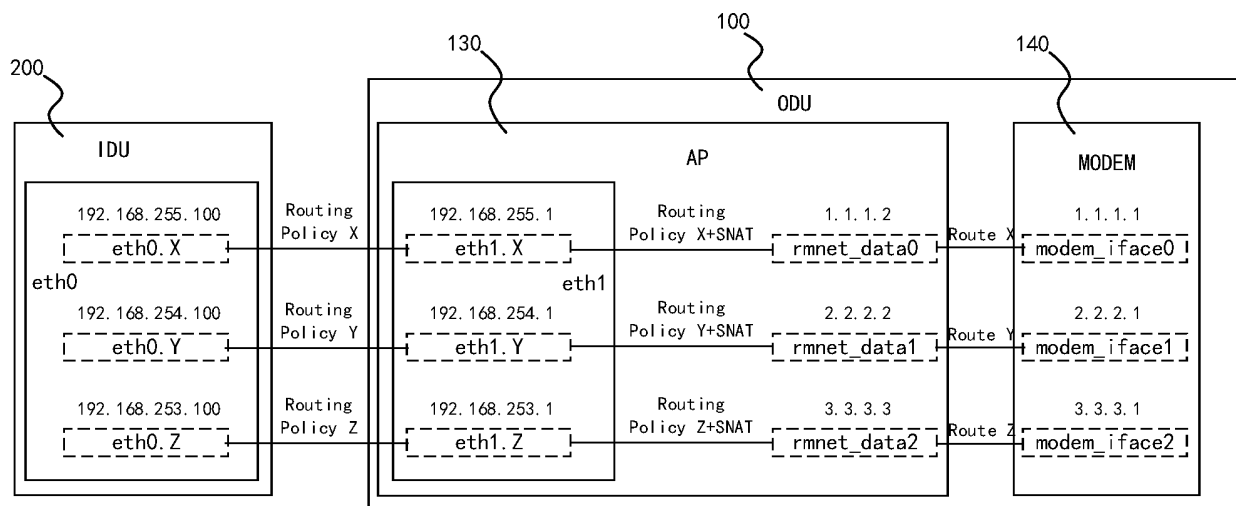 100
130
140
200
ODU
IDU
AP
MODEM
192.168.255.100
Routing
Policy X
192.168.255.1
Routing
Policy X+SNAT
1.1.1.2
Route X
1.1.1.1
eth0.X
eth1.X
rmnet_data0
modem_iface0
eth0
eth1
192.168.254.100
Routing
Policy Y
192.168.254.1
Routing
Policy Y+SNAT
2.2.2.2
Route Y
2.2.2.1
eth0.Y
eth1.Y
rmnet_data1
modem_iface1
192.168.253.100
Routing
Policy Z
192.168.253.1
Routing
Policy Z+SNAT
3.3.3.3
Route Z
3.3.3.1
eth0.Z
eth1.Z
rmnet_data2
modem_iface2